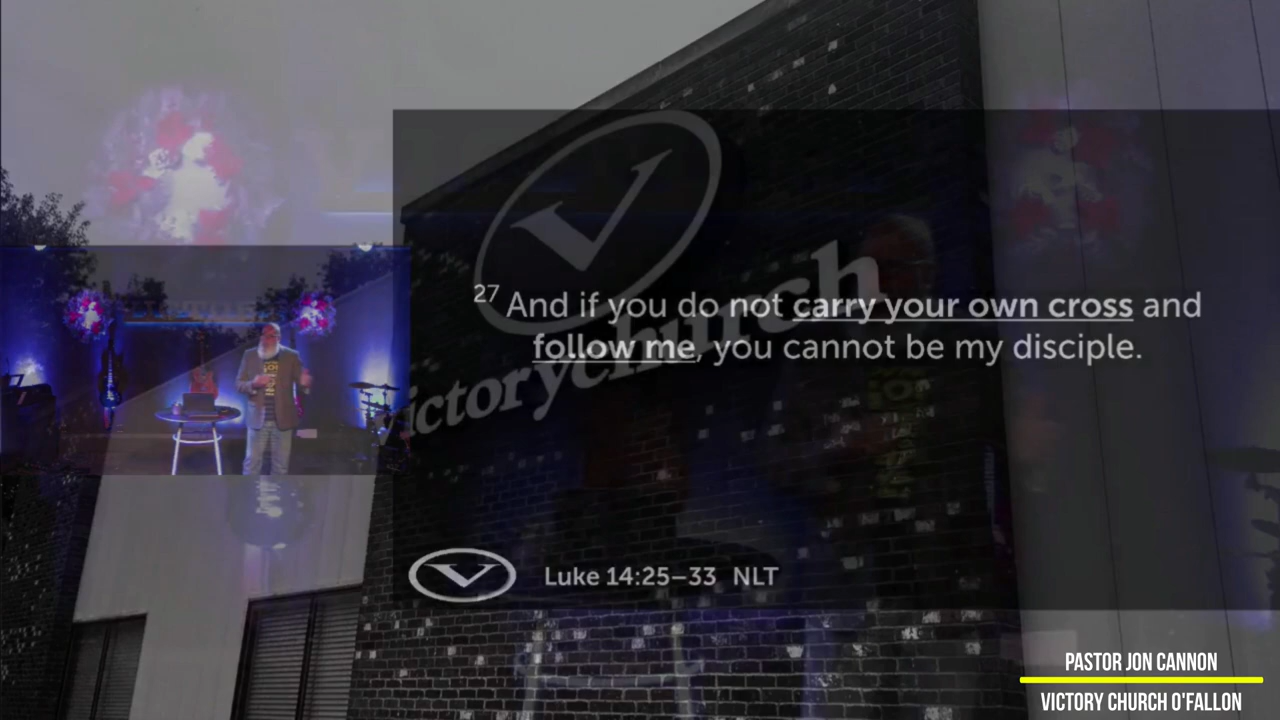 victorychurch
27 And if you do not carry your own cross and
follow me, you cannot be my disciple.
Luke 14:25–33 NLT
PASTOR JON CANNON
VICTORY CHURCH O'FALLON